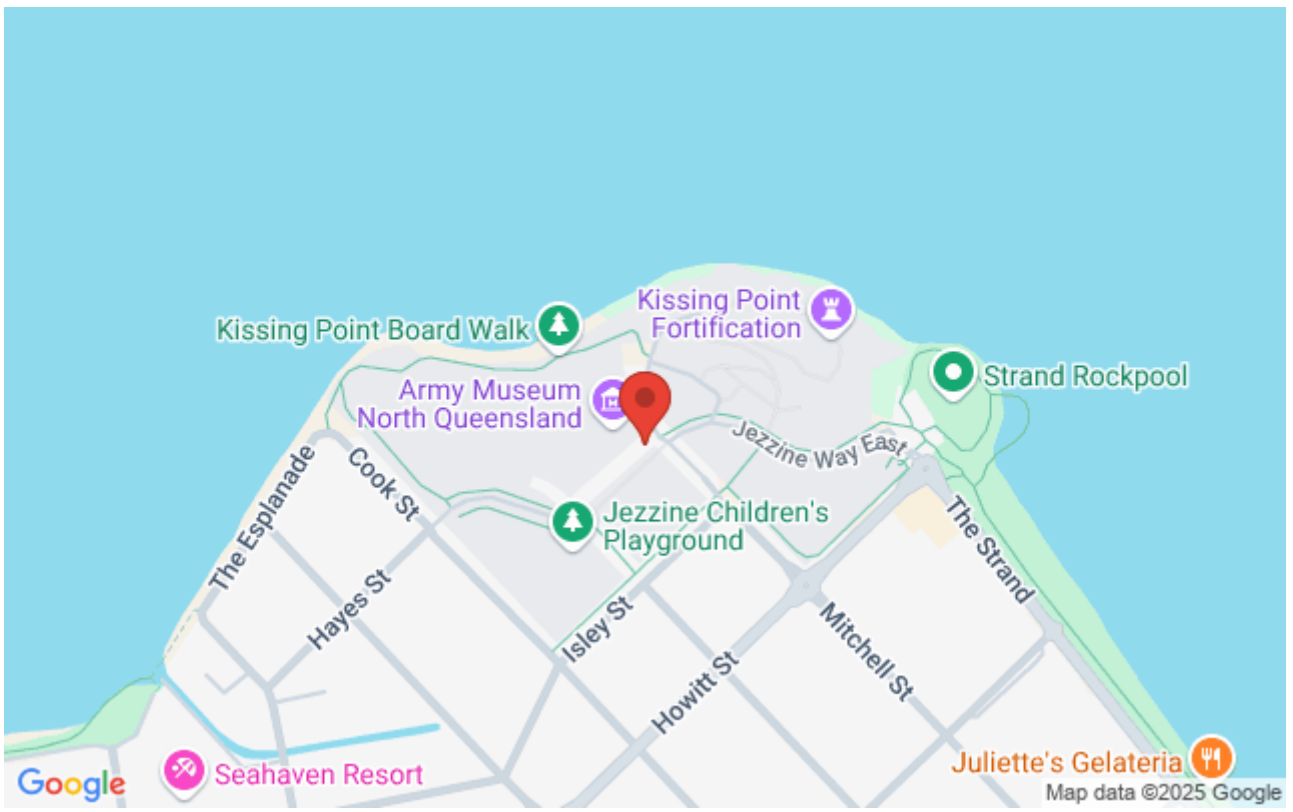 Kissing Point
Fortification
Kissing Point Board Walk
Strand Rockpool
Army Museum
North Queensland
Jezzine Way East
Cook St
The Esplanade
Jezzine Children's
Playground
The Strand
Hayes St
Isley St
Mitchell St
Howitt St
Juliette's Gelateria
Seahaven Resort
Google
Map data ©2025 Google